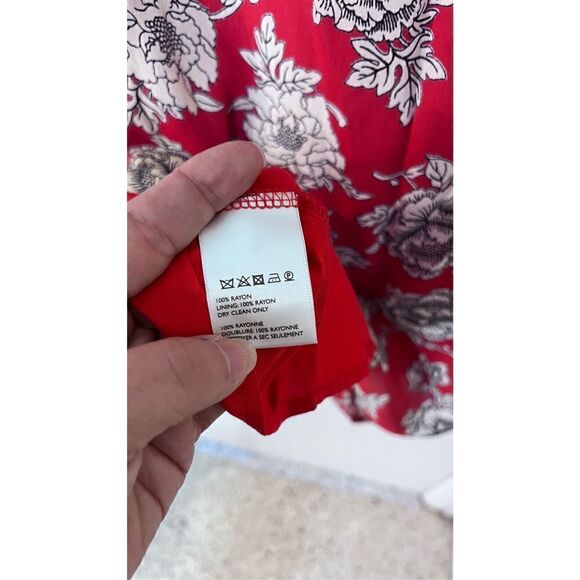 100% RAYON
LINING: 100% RAYON
DRY CLEAN ONLY
100% RAYONNE
DOUBLURE: 100% RAYONNE
A SEC SEULEMENT